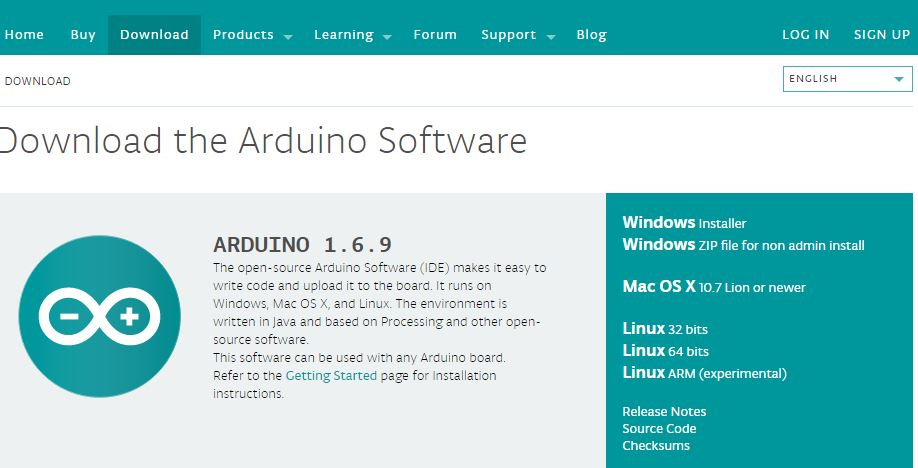 Home Buy Download Products Learning Forum Support Blog LOG IN SIGN UP
DOWNLOAD
ENGLISH
Download the Arduino Software
ARDUINO 1.6.9
The open-source Arduino Software (IDE) makes it easy to
write code and upload it to the board. It runs on
Windows, Mac OS X, and Linux. The environment is
written in Java and based on Processing and other open-
source software.
This software can be used with any Arduino board.
Refer to the Getting Started page for Installation
instructions.
Windows Installer
Windows ZIP file for non admin install
Mac OS X 10.7 Lion or newer
Linux 32 bits
Linux 64 bits
Linux ARM (experimental)
Release Notes
Source Code
Checksums